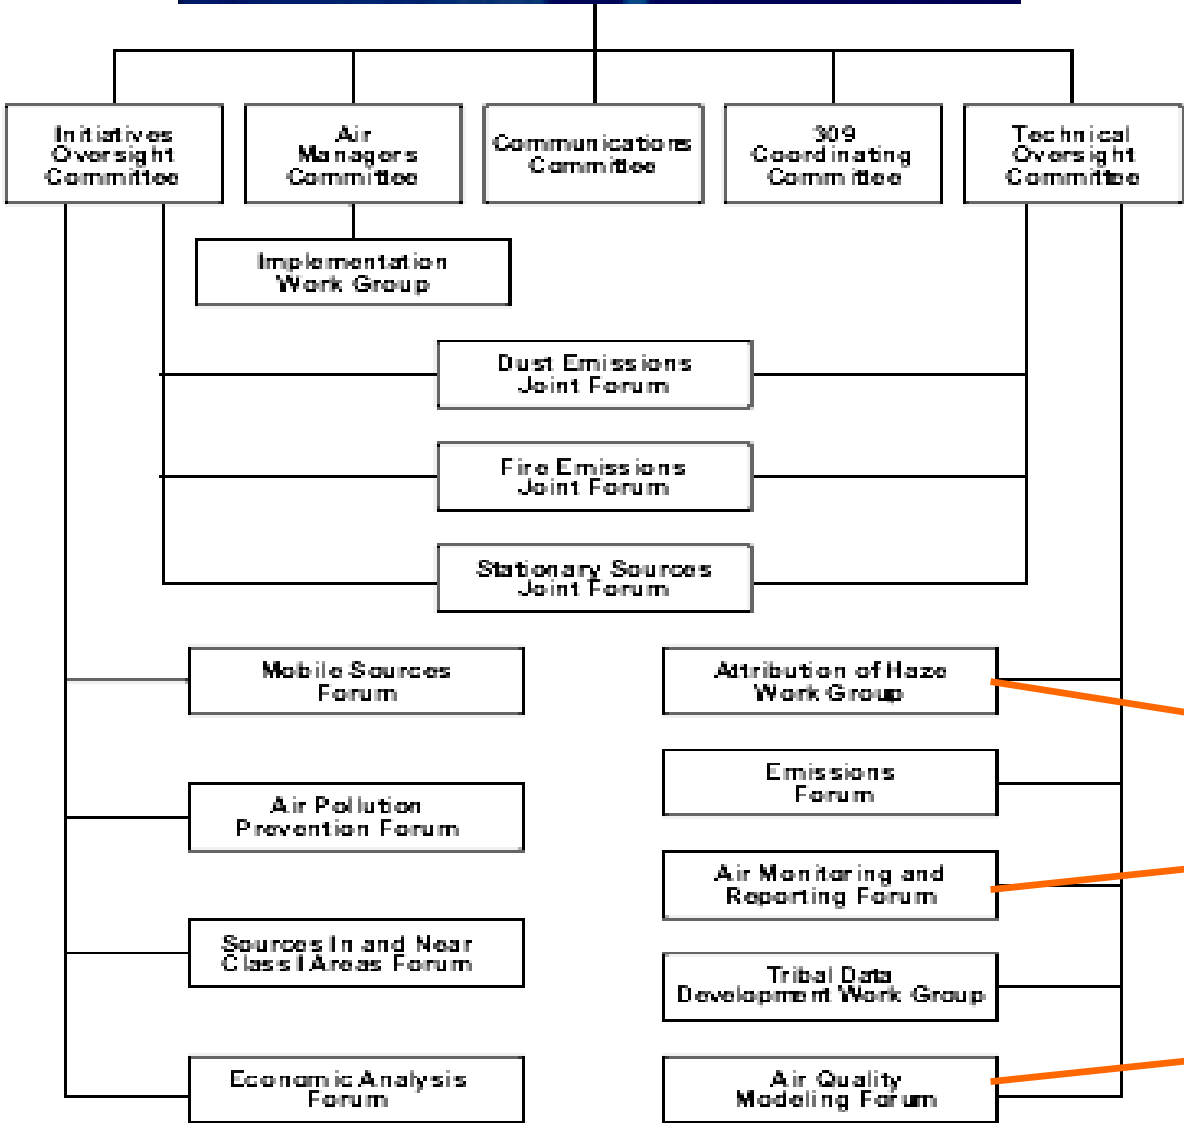 Initiatives
Oversight
Committee
Air
Managers
Committee
Communications
Committee
309
Coordinating
Committee
Technical
Oversight
Committee
Implementation
Work Group
Dust Emissions
Joint Forum
Fire Emissions
Joint Forum
Stationary Sources
Joint Forum
Mobile Sources
Forum
Attribution of Haze
Work Group
Emissions
Forum
Air Pollution
Prevention Forum
Air Monitoring and
Reporting Forum
Sources In and Near
Class I Areas Forum
Tribal Data
Development Work Group
Economic Analysis
Forum
Air Quality
Modeling Forum